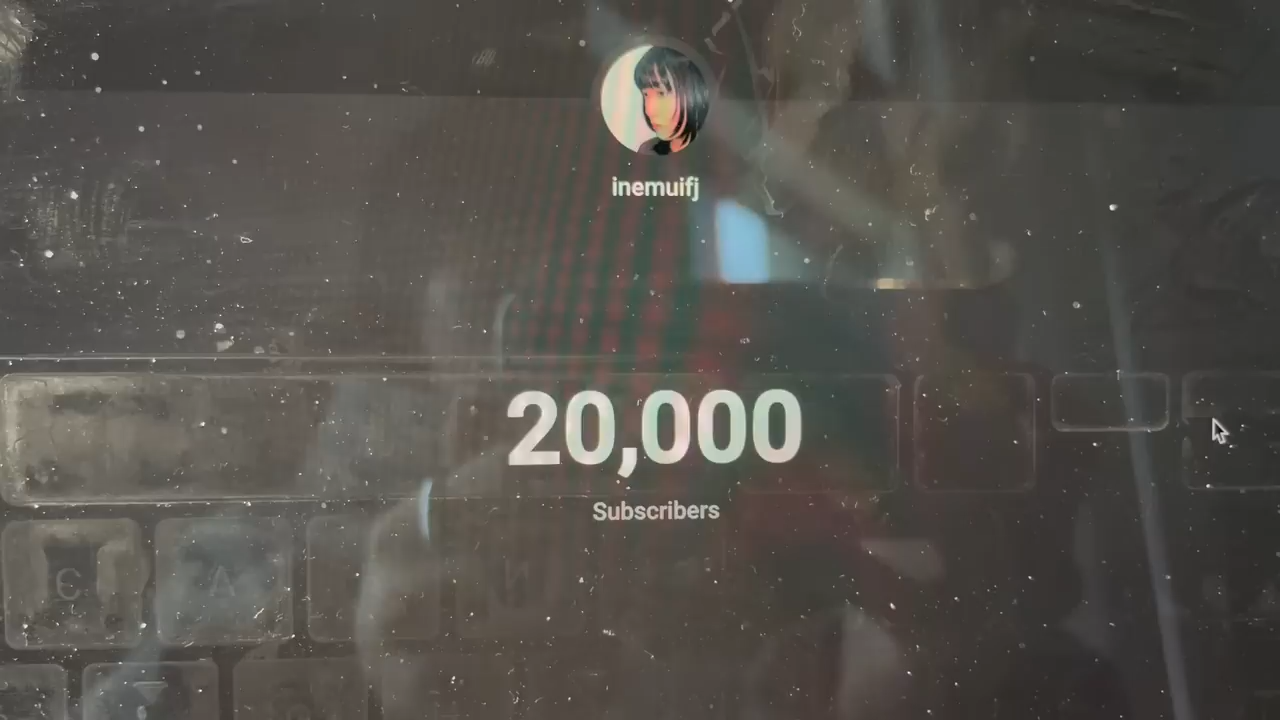 inemuifj
20,000
Subscribers
C
A
И